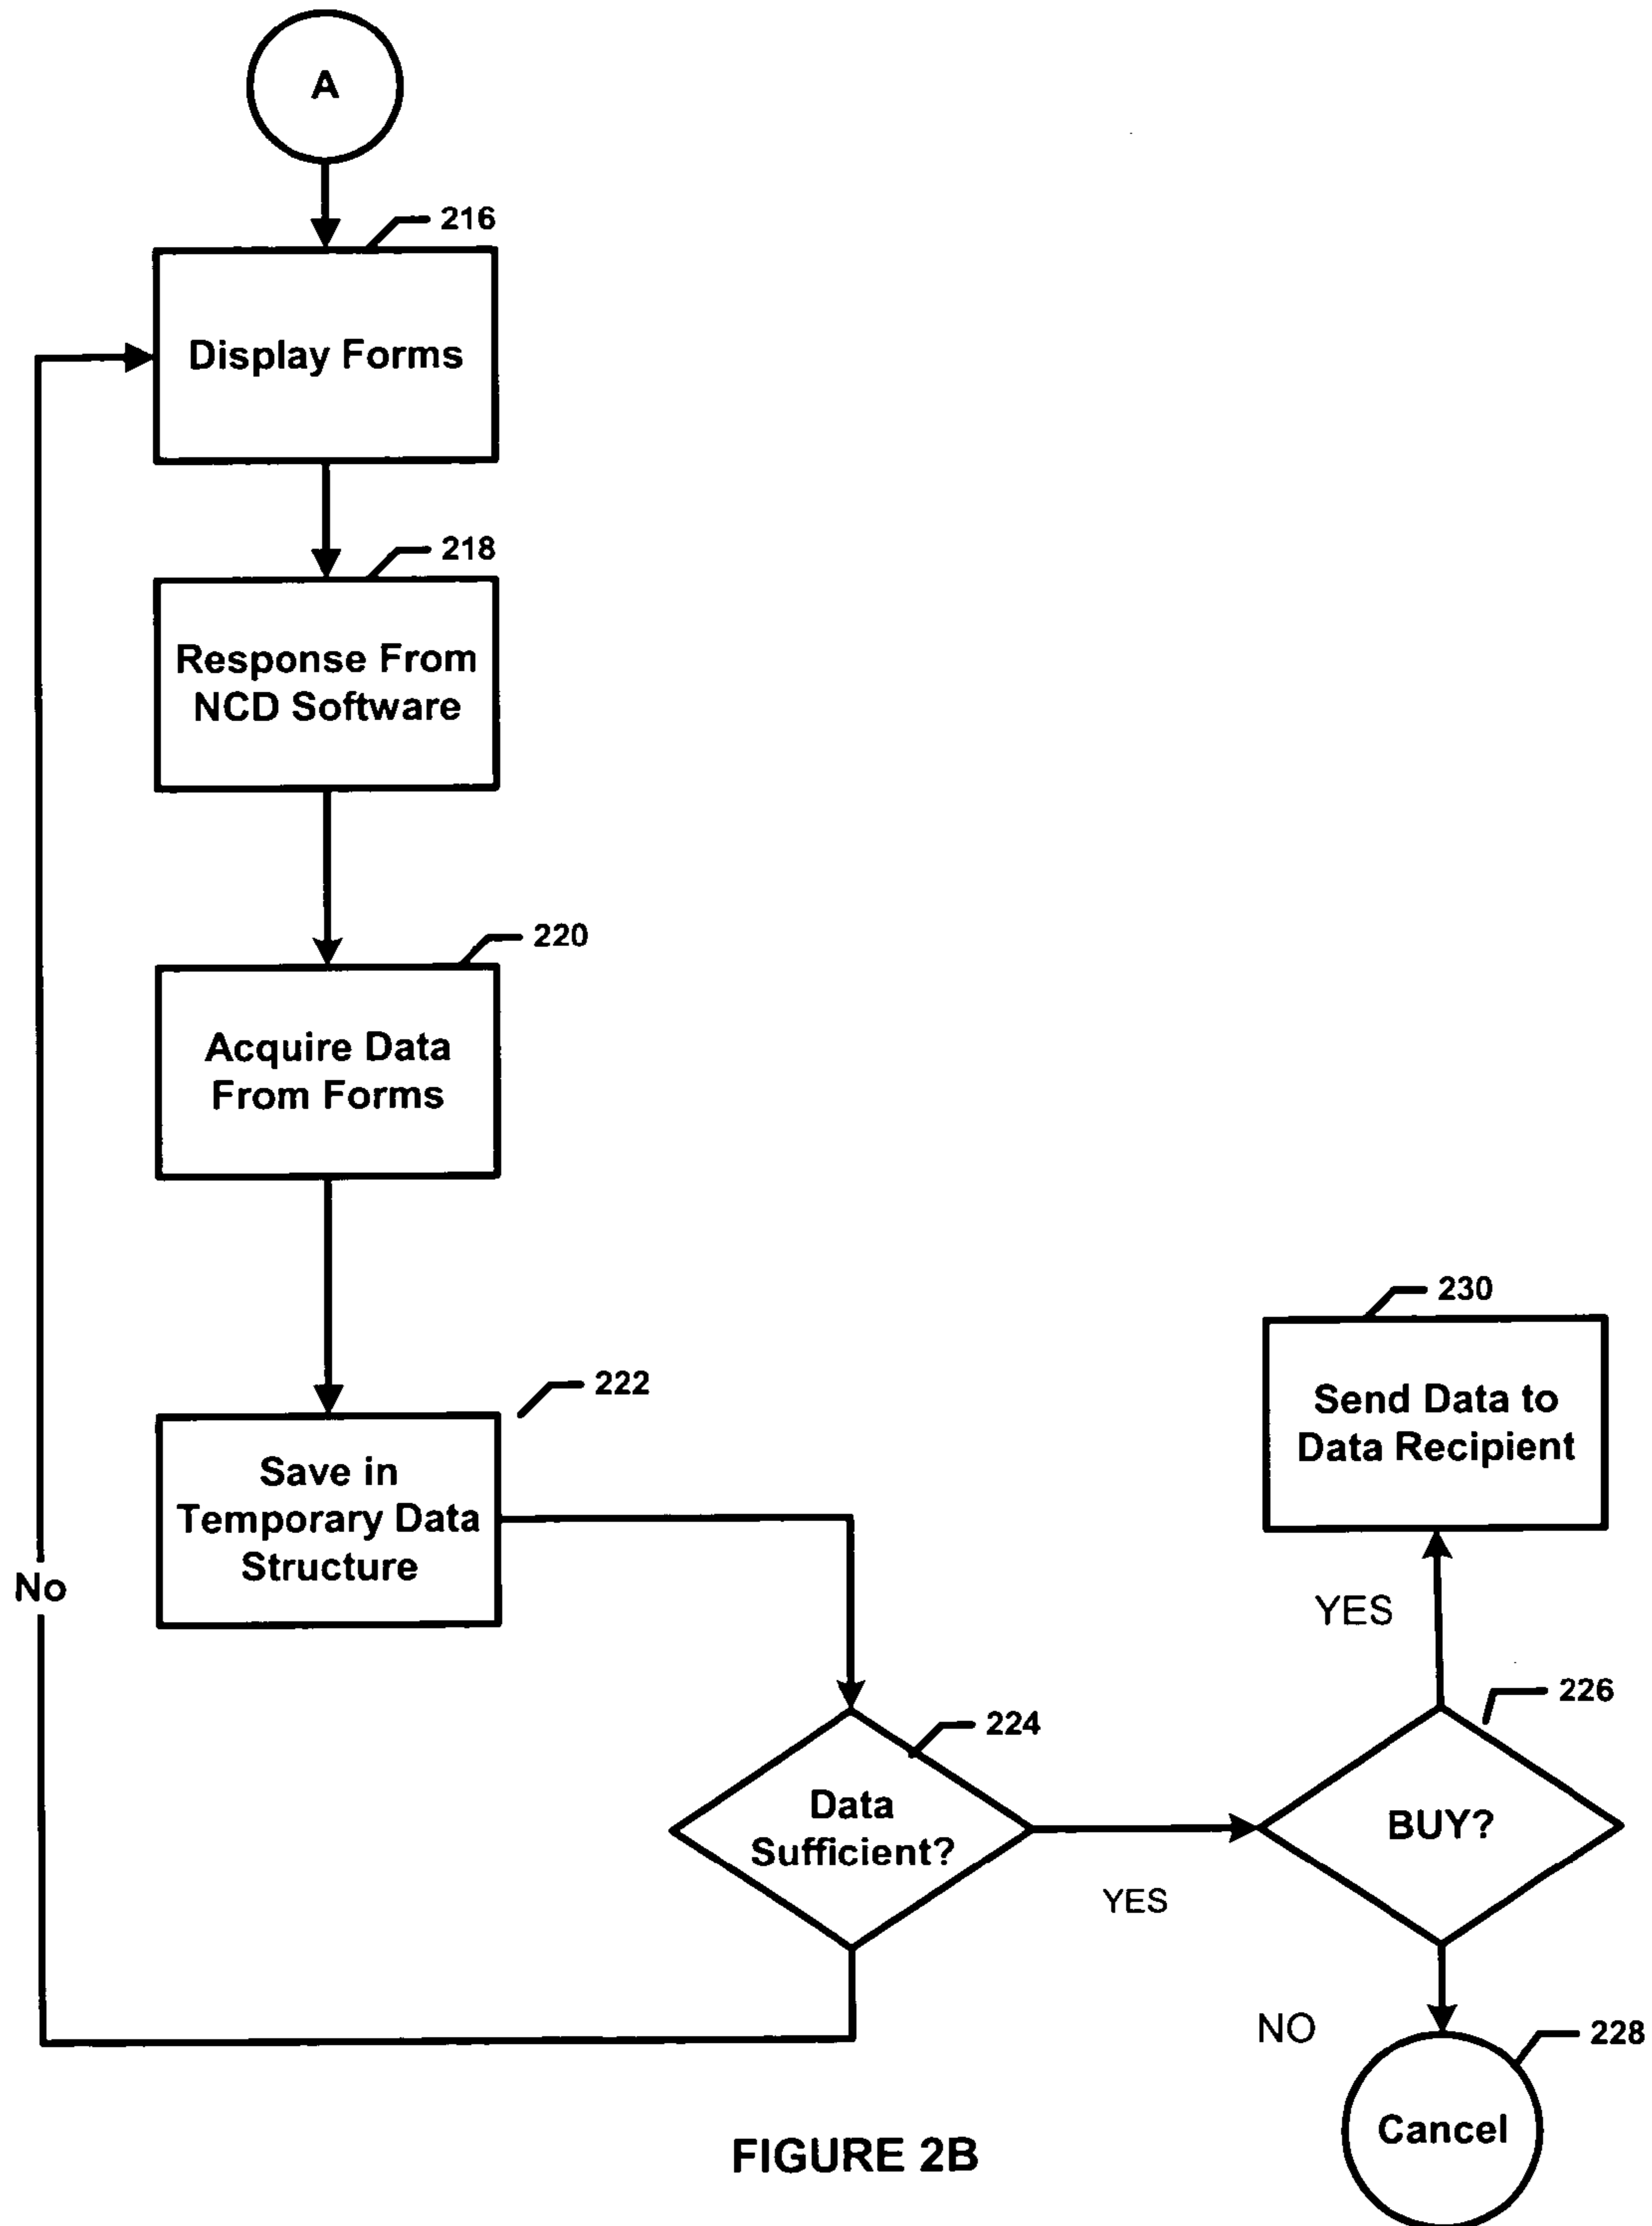 A
216
Display Forms
218
Response From
NCD Software
220
Acquire Data
From Forms
222
Save in
Temporary Data
Structure
No
224
Data
Sufficient?
YES
230
Send Data to
Data Recipient
YES
226
BUY?
NO
228
Cancel
FIGURE 2B